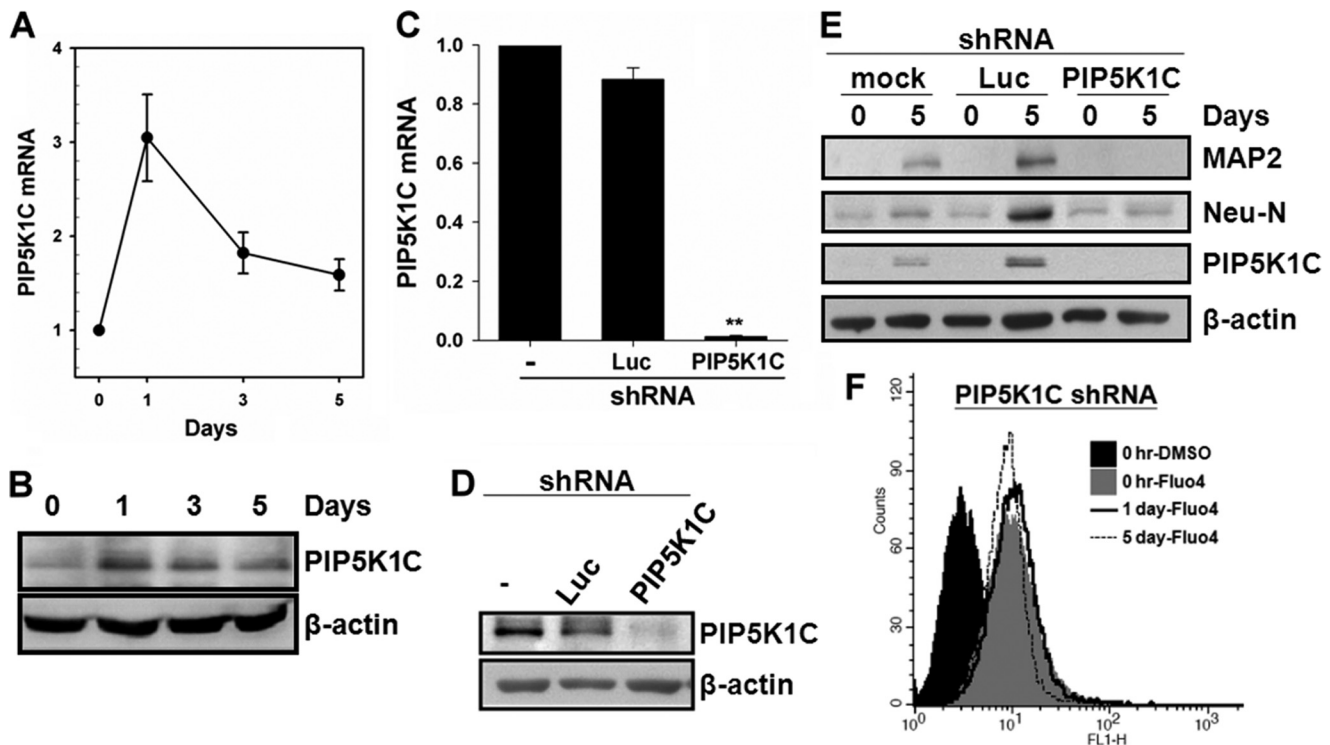 A
4
3
2
1
PIP5K1C mRNA
0 1 3 5
Days
B
0 1 3 5 Days
PIP5K1C
β-actin
C
1.0
0.8
0.6
0.4
0.2
0.0
PIP5K1C mRNA
**
- Luc PIP5K1C
shRNA
D
shRNA
- Luc PIP5K1C
PIP5K1C
β-actin
E
shRNA
mock Luc PIP5K1C
0 5 0 5 0 5 Days
MAP2
Neu-N
PIP5K1C
β-actin
F
PIP5K1C shRNA
120
90
60
30
0
Counts
0 hr-DMSO
0 hr-Fluo4
1 day-Fluo4
5 day-Fluo4
10⁰ 10¹ 10² 10³
FL1-H